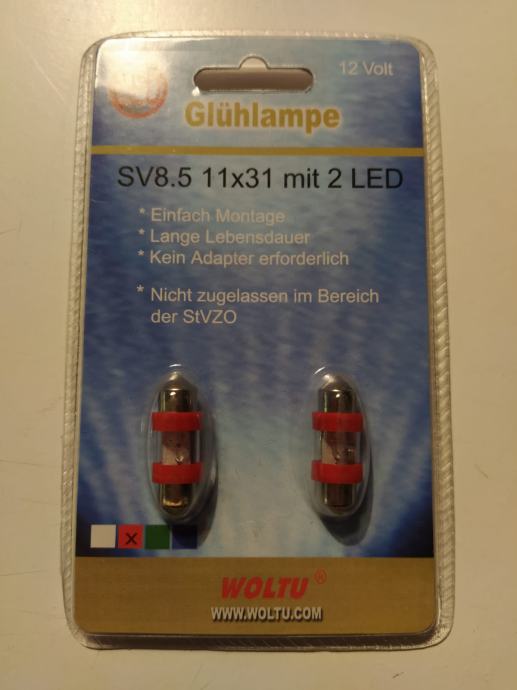 12 Volt
Glühlampe
SV8.5 11x31 mit 2 LED
* Einfach Montage
* Lange Lebensdauer
* Kein Adapter erforderlich
* Nicht zugelassen im Bereich
der StVZO
x
WOLTU ®
WWW.WOLTU.COM